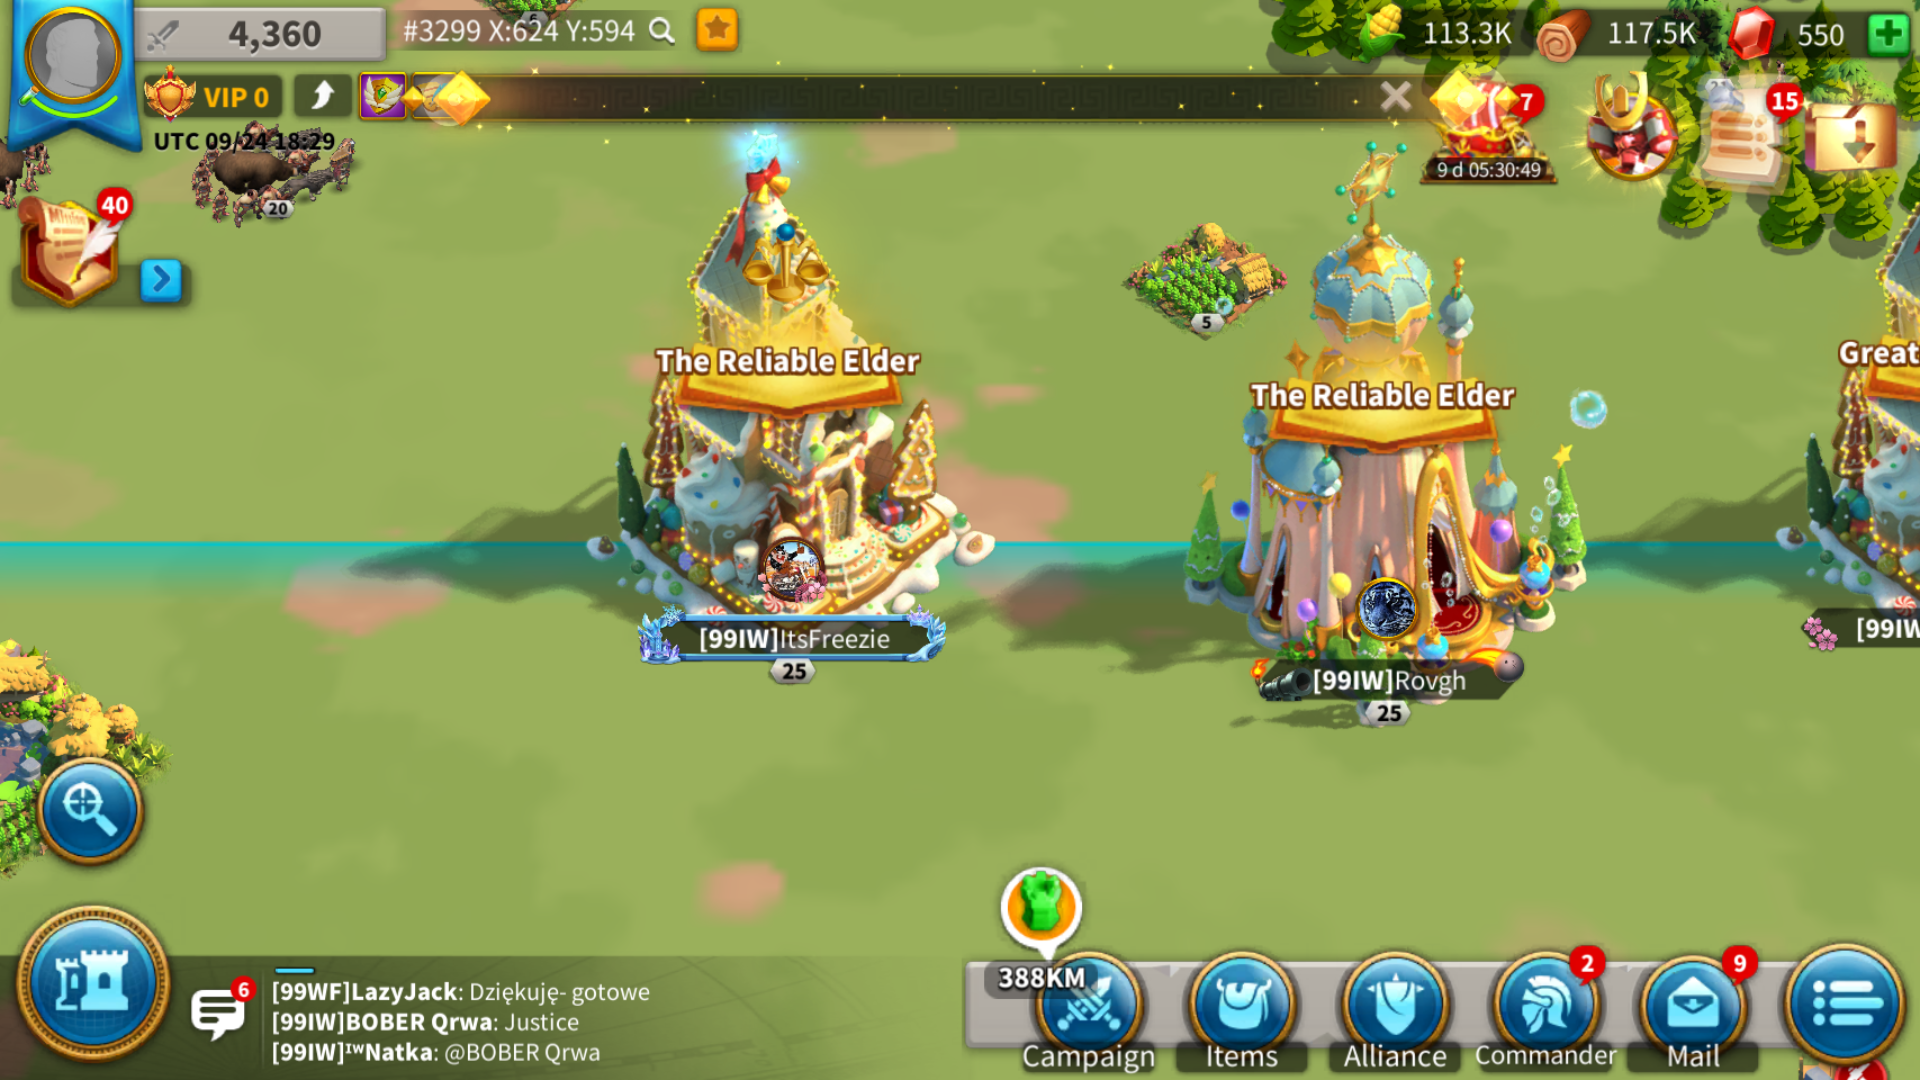 4,360
#3299 X:624 Y:594
113.3K
117.5K
550
VIP 0
7
15
UTC 09/24 18:29
9 d 05:30:49
20
40
Mission
5
The Reliable Elder
The Reliable Elder
Great
[99IW]ItsFreezie
25
[99IW]Rovgh
25
[99IW
388KM
6
[99WF]LazyJack: Dziękuję- gotowe
[99IW]BOBER Qrwa: Justice
[99IW]ᴵʷNatka: @BOBER Qrwa
2
9
Campaign
Items
Alliance
Commander
Mail